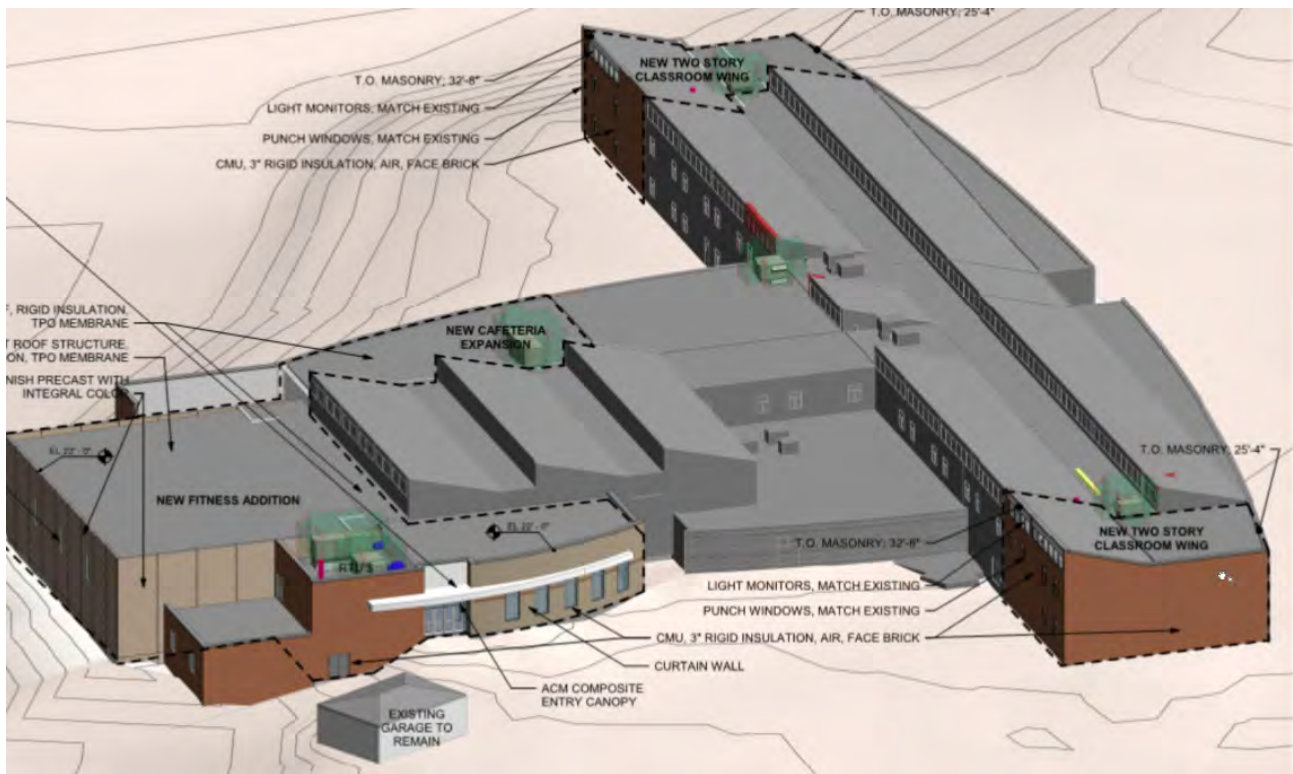 T.O. MASONRY; 25'-4"
NEW TWO STORY
CLASSROOM WING
T.O. MASONRY; 32'-8"
LIGHT MONITORS, MATCH EXISTING
PUNCH WINDOWS, MATCH EXISTING
CMU, 3" RIGID INSULATION, AIR, FACE BRICK
RIGID INSULATION,
TPO MEMBRANE
ROOF STRUCTURE,
TPO MEMBRANE
PRECAST WITH
INTEGRAL COLOR
NEW CAFETERIA
EXPANSION
EL 22'- 0"
NEW FITNESS ADDITION
EL 22'- 0"
RTU'S
T.O. MASONRY; 25'-4"
NEW TWO STORY
CLASSROOM WING
T.O. MASONRY; 32'-8"
LIGHT MONITORS, MATCH EXISTING
PUNCH WINDOWS, MATCH EXISTING
CMU, 3" RIGID INSULATION, AIR, FACE BRICK
CURTAIN WALL
ACM COMPOSITE
ENTRY CANOPY
EXISTING
GARAGE TO
REMAIN